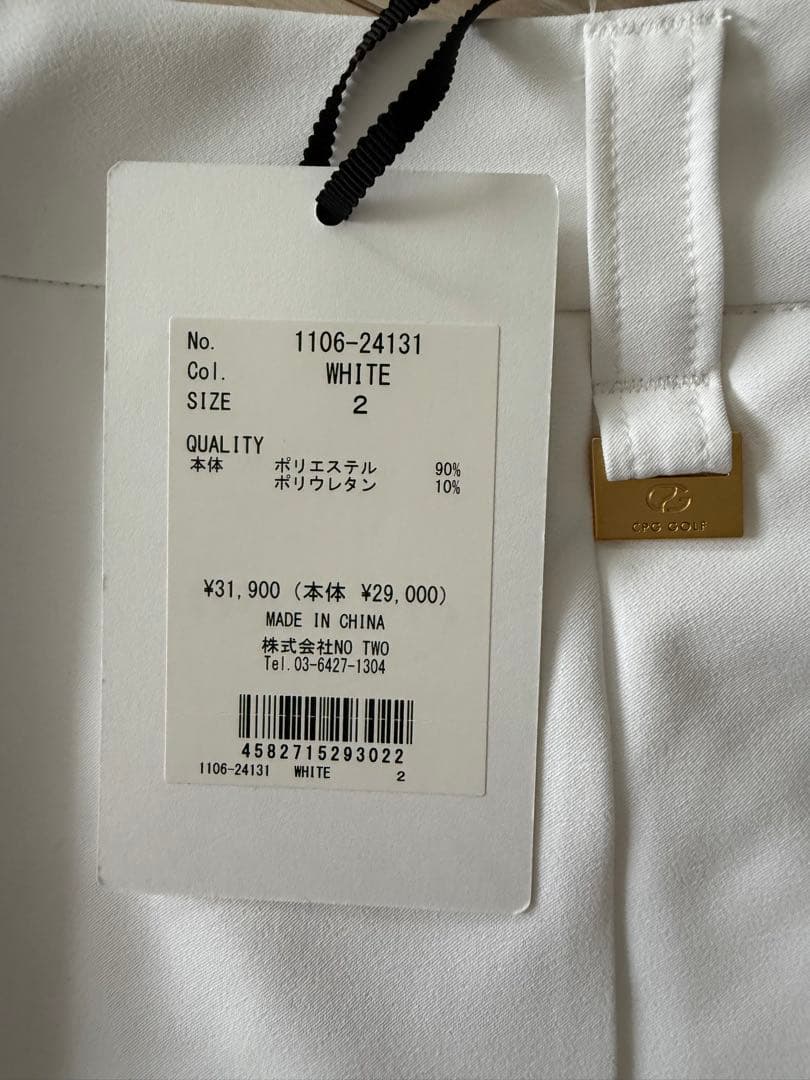 No. 1106-24131
Col. WHITE
SIZE 2
QUALITY
本体 ポリエステル 90%
ポリウレタン 10%
¥31,900 (本体 ¥29,000)
MADE IN CHINA
株式会社NO TWO
Tel.03-6427-1304
4582715293022
1106-24131 WHITE 2
CPG GOLF